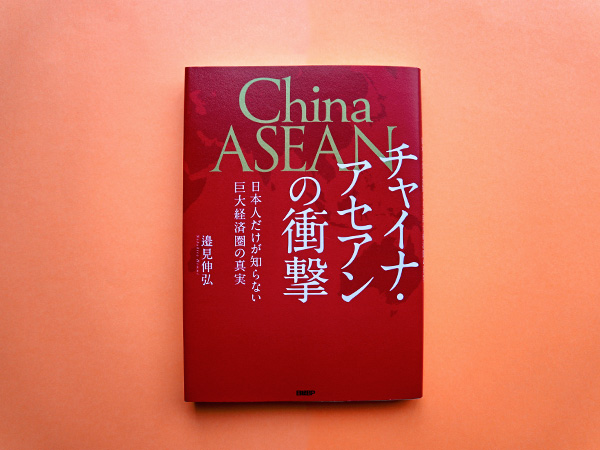 China
ASEAN
チャイナ・
アセアン
の衝撃
日本人だけが知らない
巨大経済圏の真実
邉見伸弘